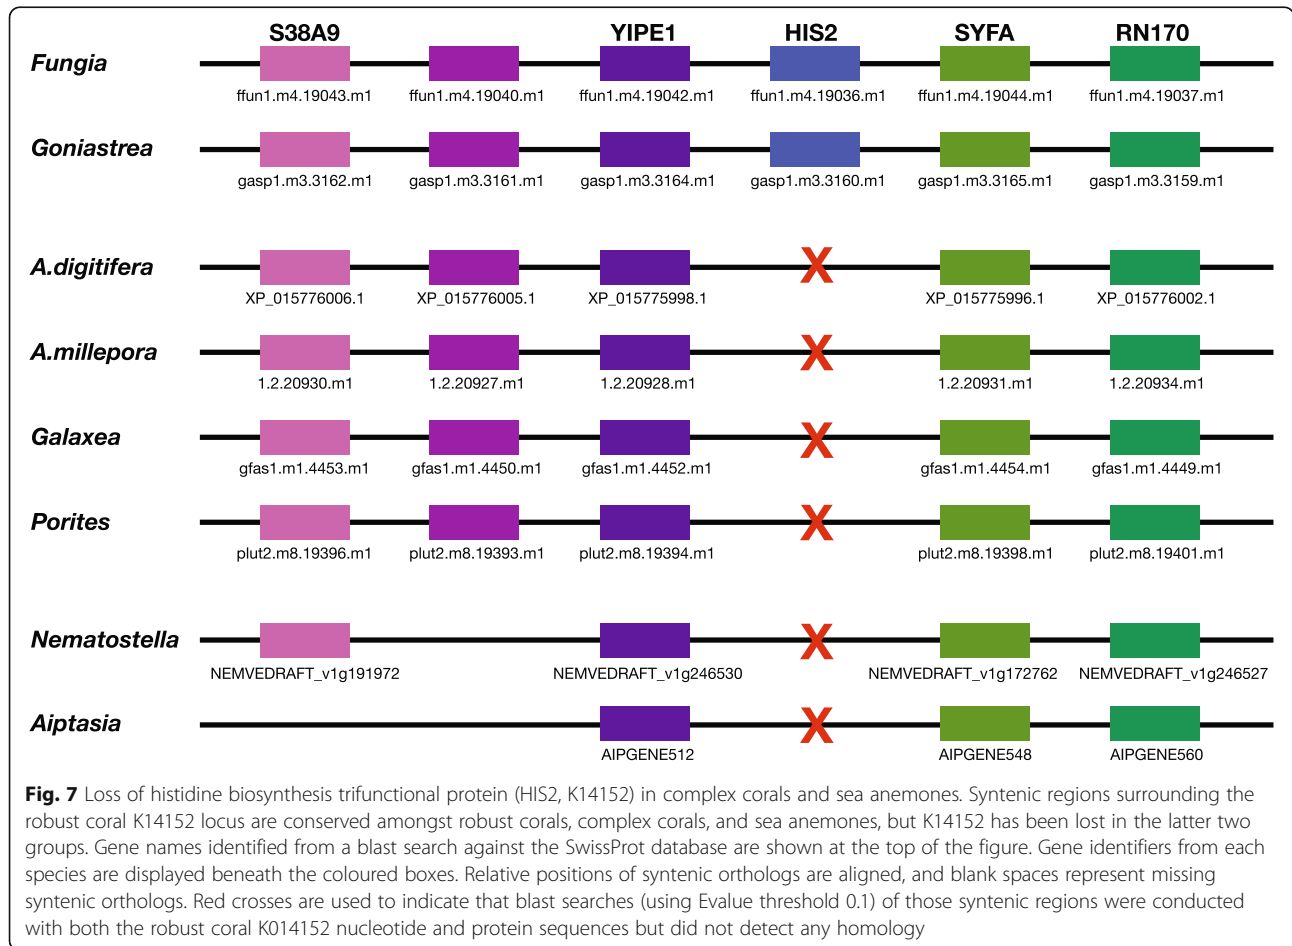 S38A9 YIPE1 HIS2 SYFA RN170
Fungia
ffun1.m4.19043.m1 ffun1.m4.19040.m1 ffun1.m4.19042.m1 ffun1.m4.19036.m1 ffun1.m4.19044.m1 ffun1.m4.19037.m1
Goniastrea
gasp1.m3.3162.m1 gasp1.m3.3161.m1 gasp1.m3.3164.m1 gasp1.m3.3160.m1 gasp1.m3.3165.m1 gasp1.m3.3159.m1
A.digitifera X
XP_015776006.1 XP_015776005.1 XP_015775998.1 XP_015775996.1 XP_015776002.1
A.millepora X
1.2.20930.m1 1.2.20927.m1 1.2.20928.m1 1.2.20931.m1 1.2.20934.m1
Galaxea X
gfas1.m1.4453.m1 gfas1.m1.4450.m1 gfas1.m1.4452.m1 gfas1.m1.4454.m1 gfas1.m1.4449.m1
Porites X
plut2.m8.19396.m1 plut2.m8.19393.m1 plut2.m8.19394.m1 plut2.m8.19398.m1 plut2.m8.19401.m1
Nematostella X
NEMVEDRAFT_v1g191972 NEMVEDRAFT_v1g246530 NEMVEDRAFT_v1g172762 NEMVEDRAFT_v1g246527
Aiptasia X
AIPGENE512 AIPGENE548 AIPGENE560
Fig. 7 Loss of histidine biosynthesis trifunctional protein (HIS2, K14152) in complex corals and sea anemones. Syntenic regions surrounding the
robust coral K14152 locus are conserved amongst robust corals, complex corals, and sea anemones, but K14152 has been lost in the latter two
groups. Gene names identified from a blast search against the SwissProt database are shown at the top of the figure. Gene identifiers from each
species are displayed beneath the coloured boxes. Relative positions of syntenic orthologs are aligned, and blank spaces represent missing
syntenic orthologs. Red crosses are used to indicate that blast searches (using Evalue threshold 0.1) of those syntenic regions were conducted
with both the robust coral K014152 nucleotide and protein sequences but did not detect any homology